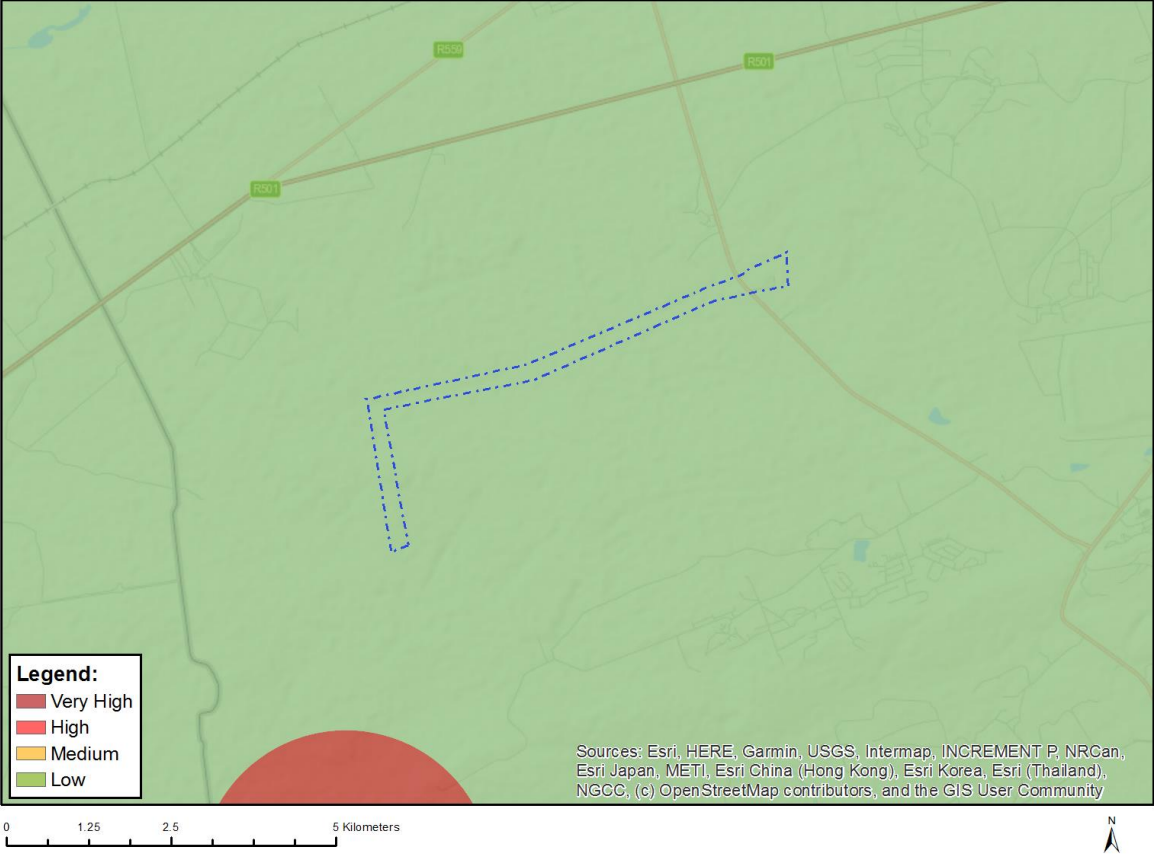 R559
R501
R501
Legend:
Very High
High
Medium
Low
Sources: Esri, HERE, Garmin, USGS, Intermap, INCREMENT P, NRCan,
Esri Japan, METI, Esri China (Hong Kong), Esri Korea, Esri (Thailand),
NGCC, (c) OpenStreetMap contributors, and the GIS User Community
0 1.25 2.5 5 Kilometers
N